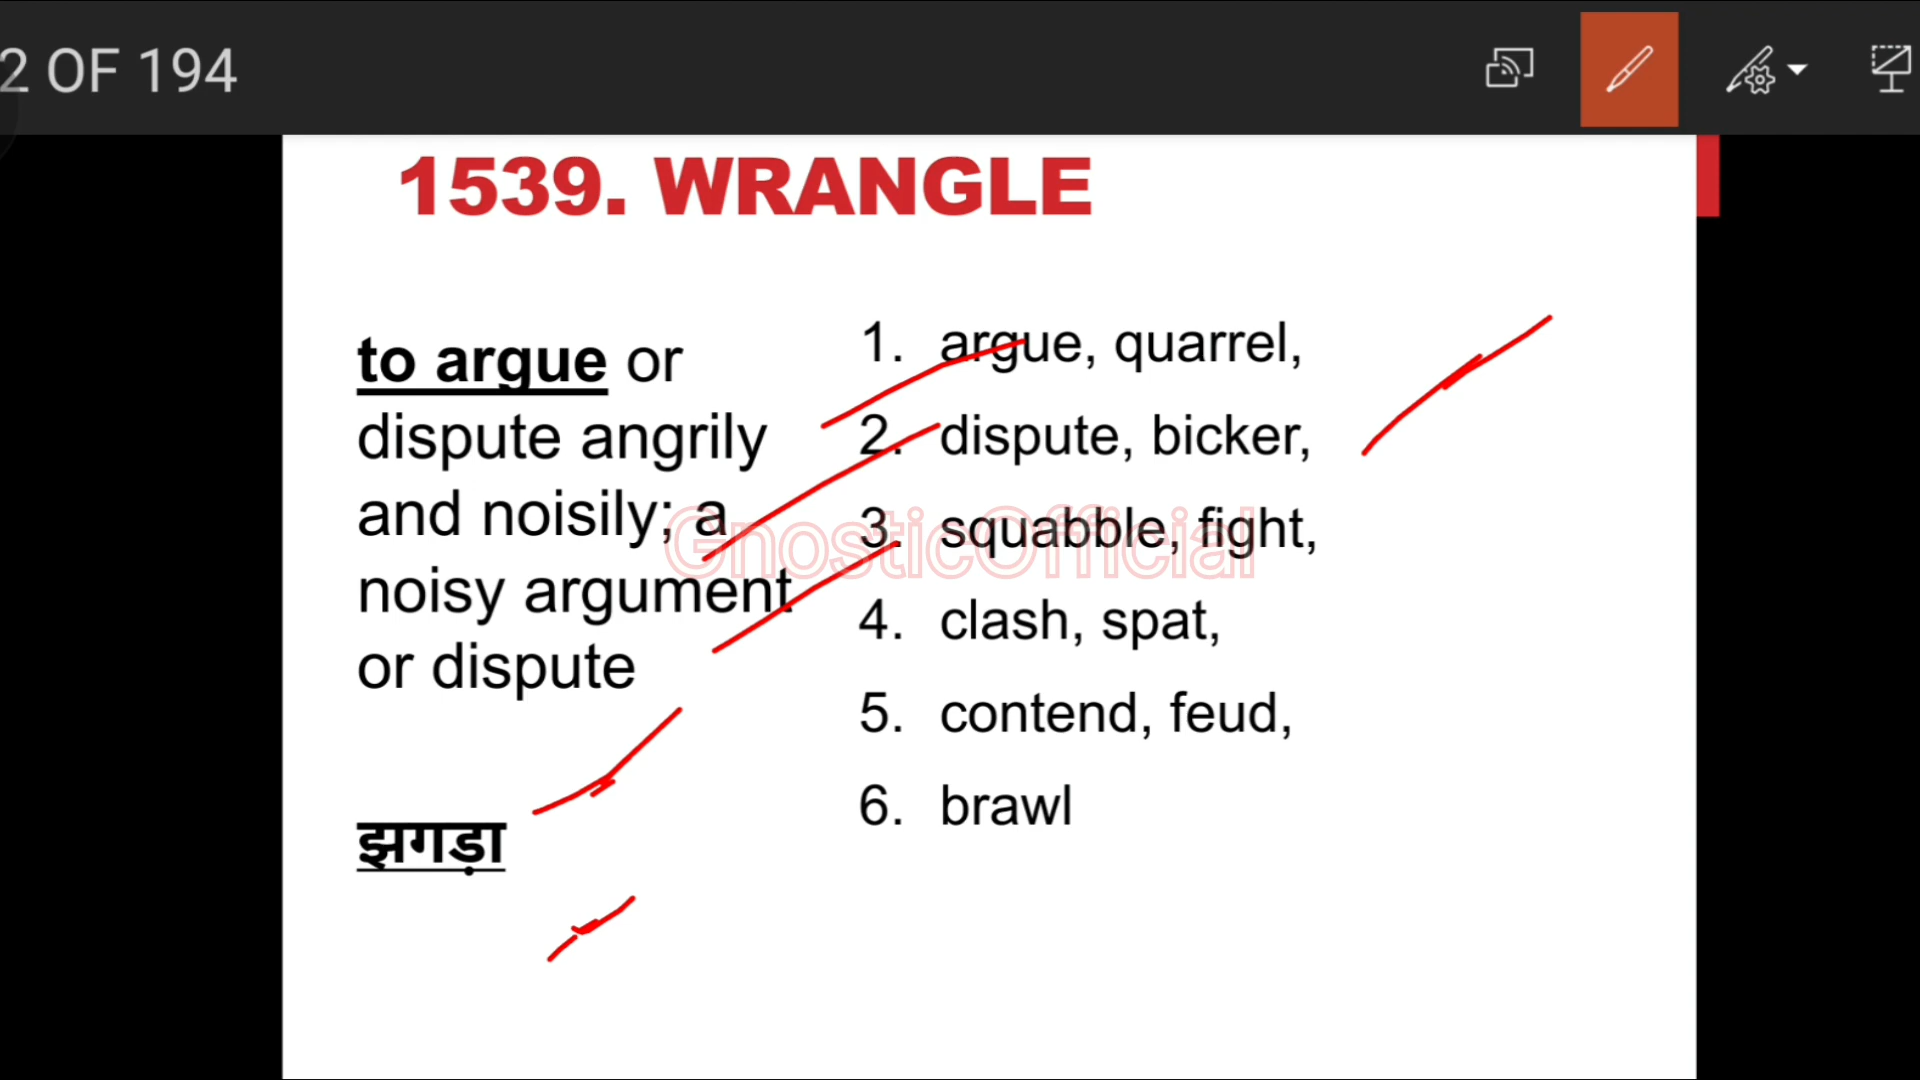 2 OF 194
1539. WRANGLE
to argue or
dispute angrily
and noisily; a
noisy argument
or dispute
झगड़ा
1. argue, quarrel,
2. dispute, bicker,
3. squabble, fight,
4. clash, spat,
5. contend, feud,
6. brawl
GnosticOfficial